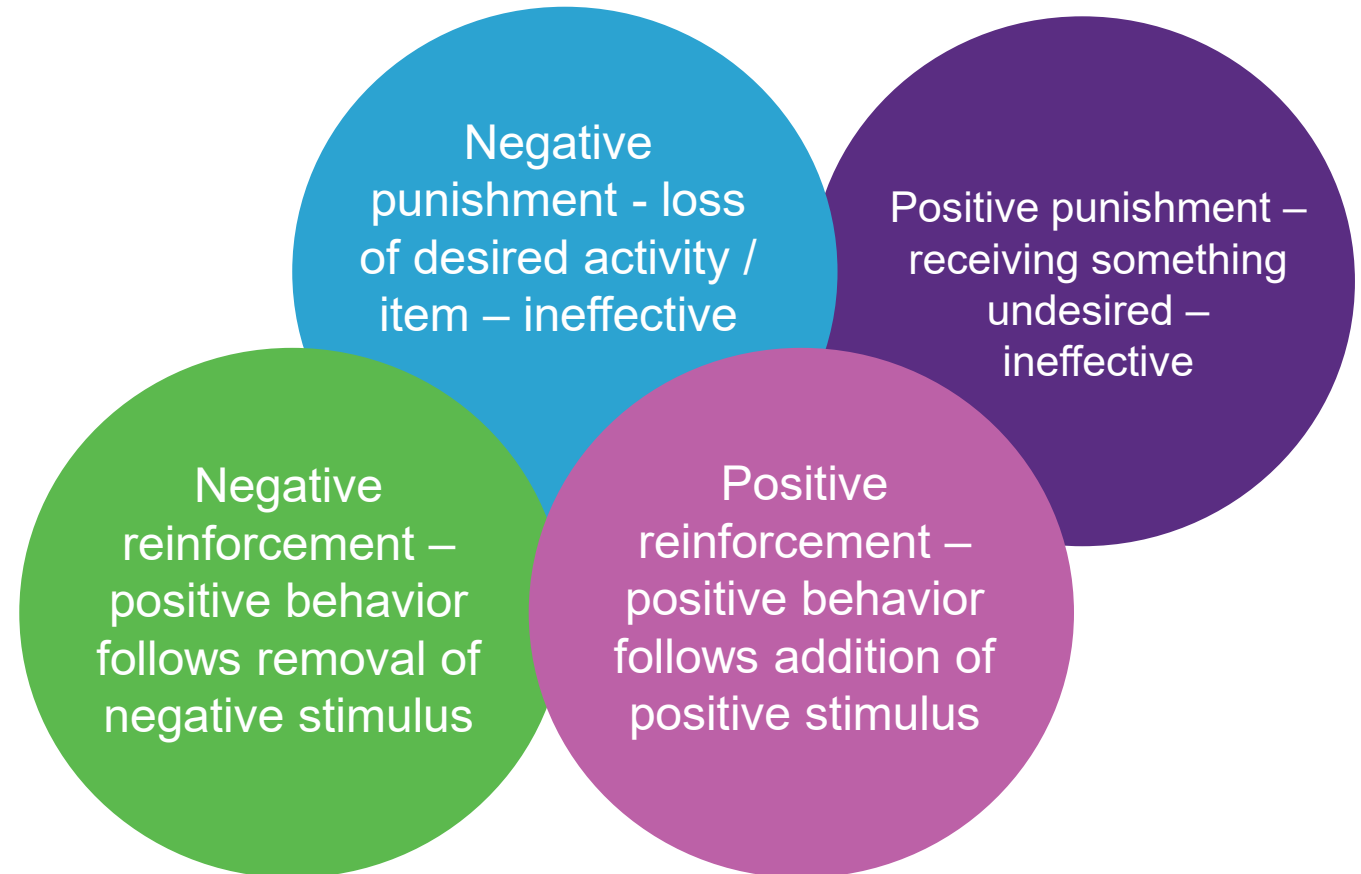 Negative
punishment - loss
of desired activity /
item – ineffective
Positive punishment –
receiving something
undesired –
ineffective
Negative
reinforcement –
positive behavior
follows removal of
negative stimulus
Positive
reinforcement –
positive behavior
follows addition of
positive stimulus